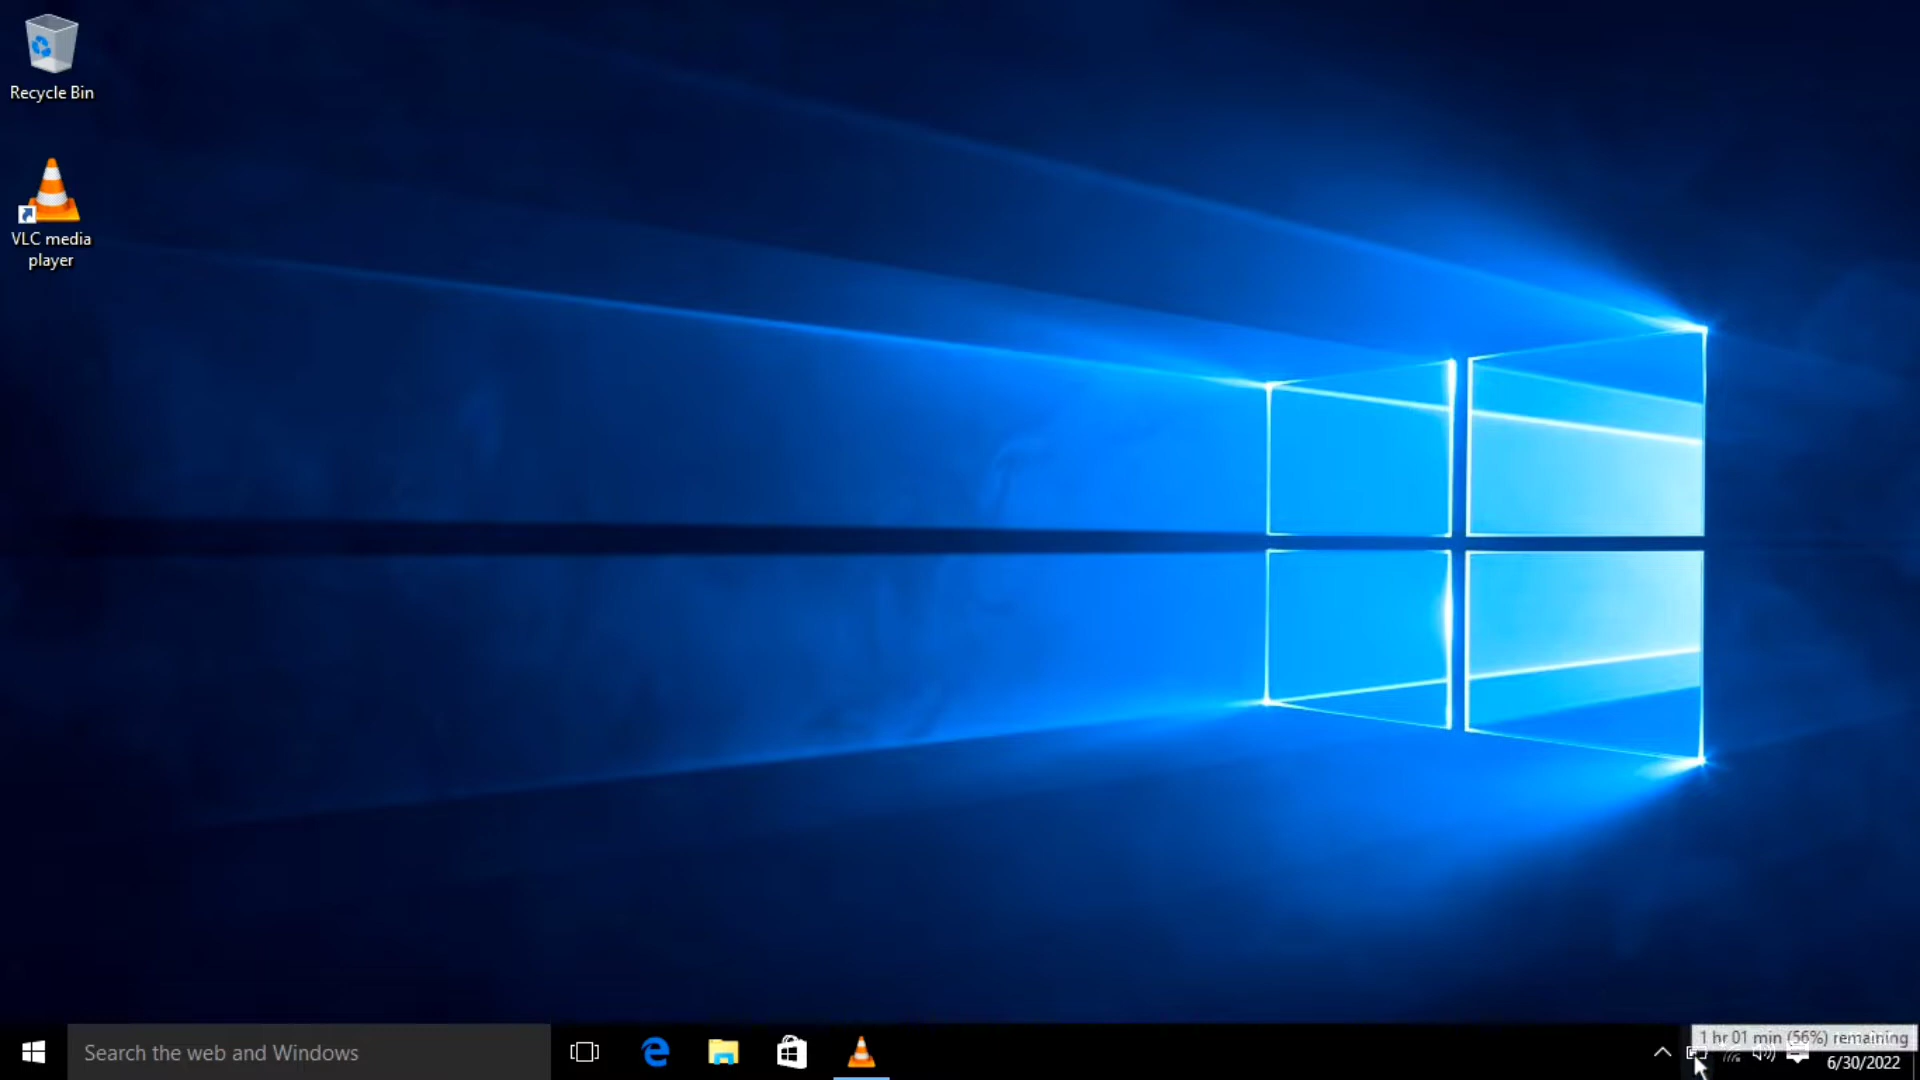 Recycle Bin
VLC media
player
Search the web and Windows
1 hr 01 min (56%) remaining
6/30/2022